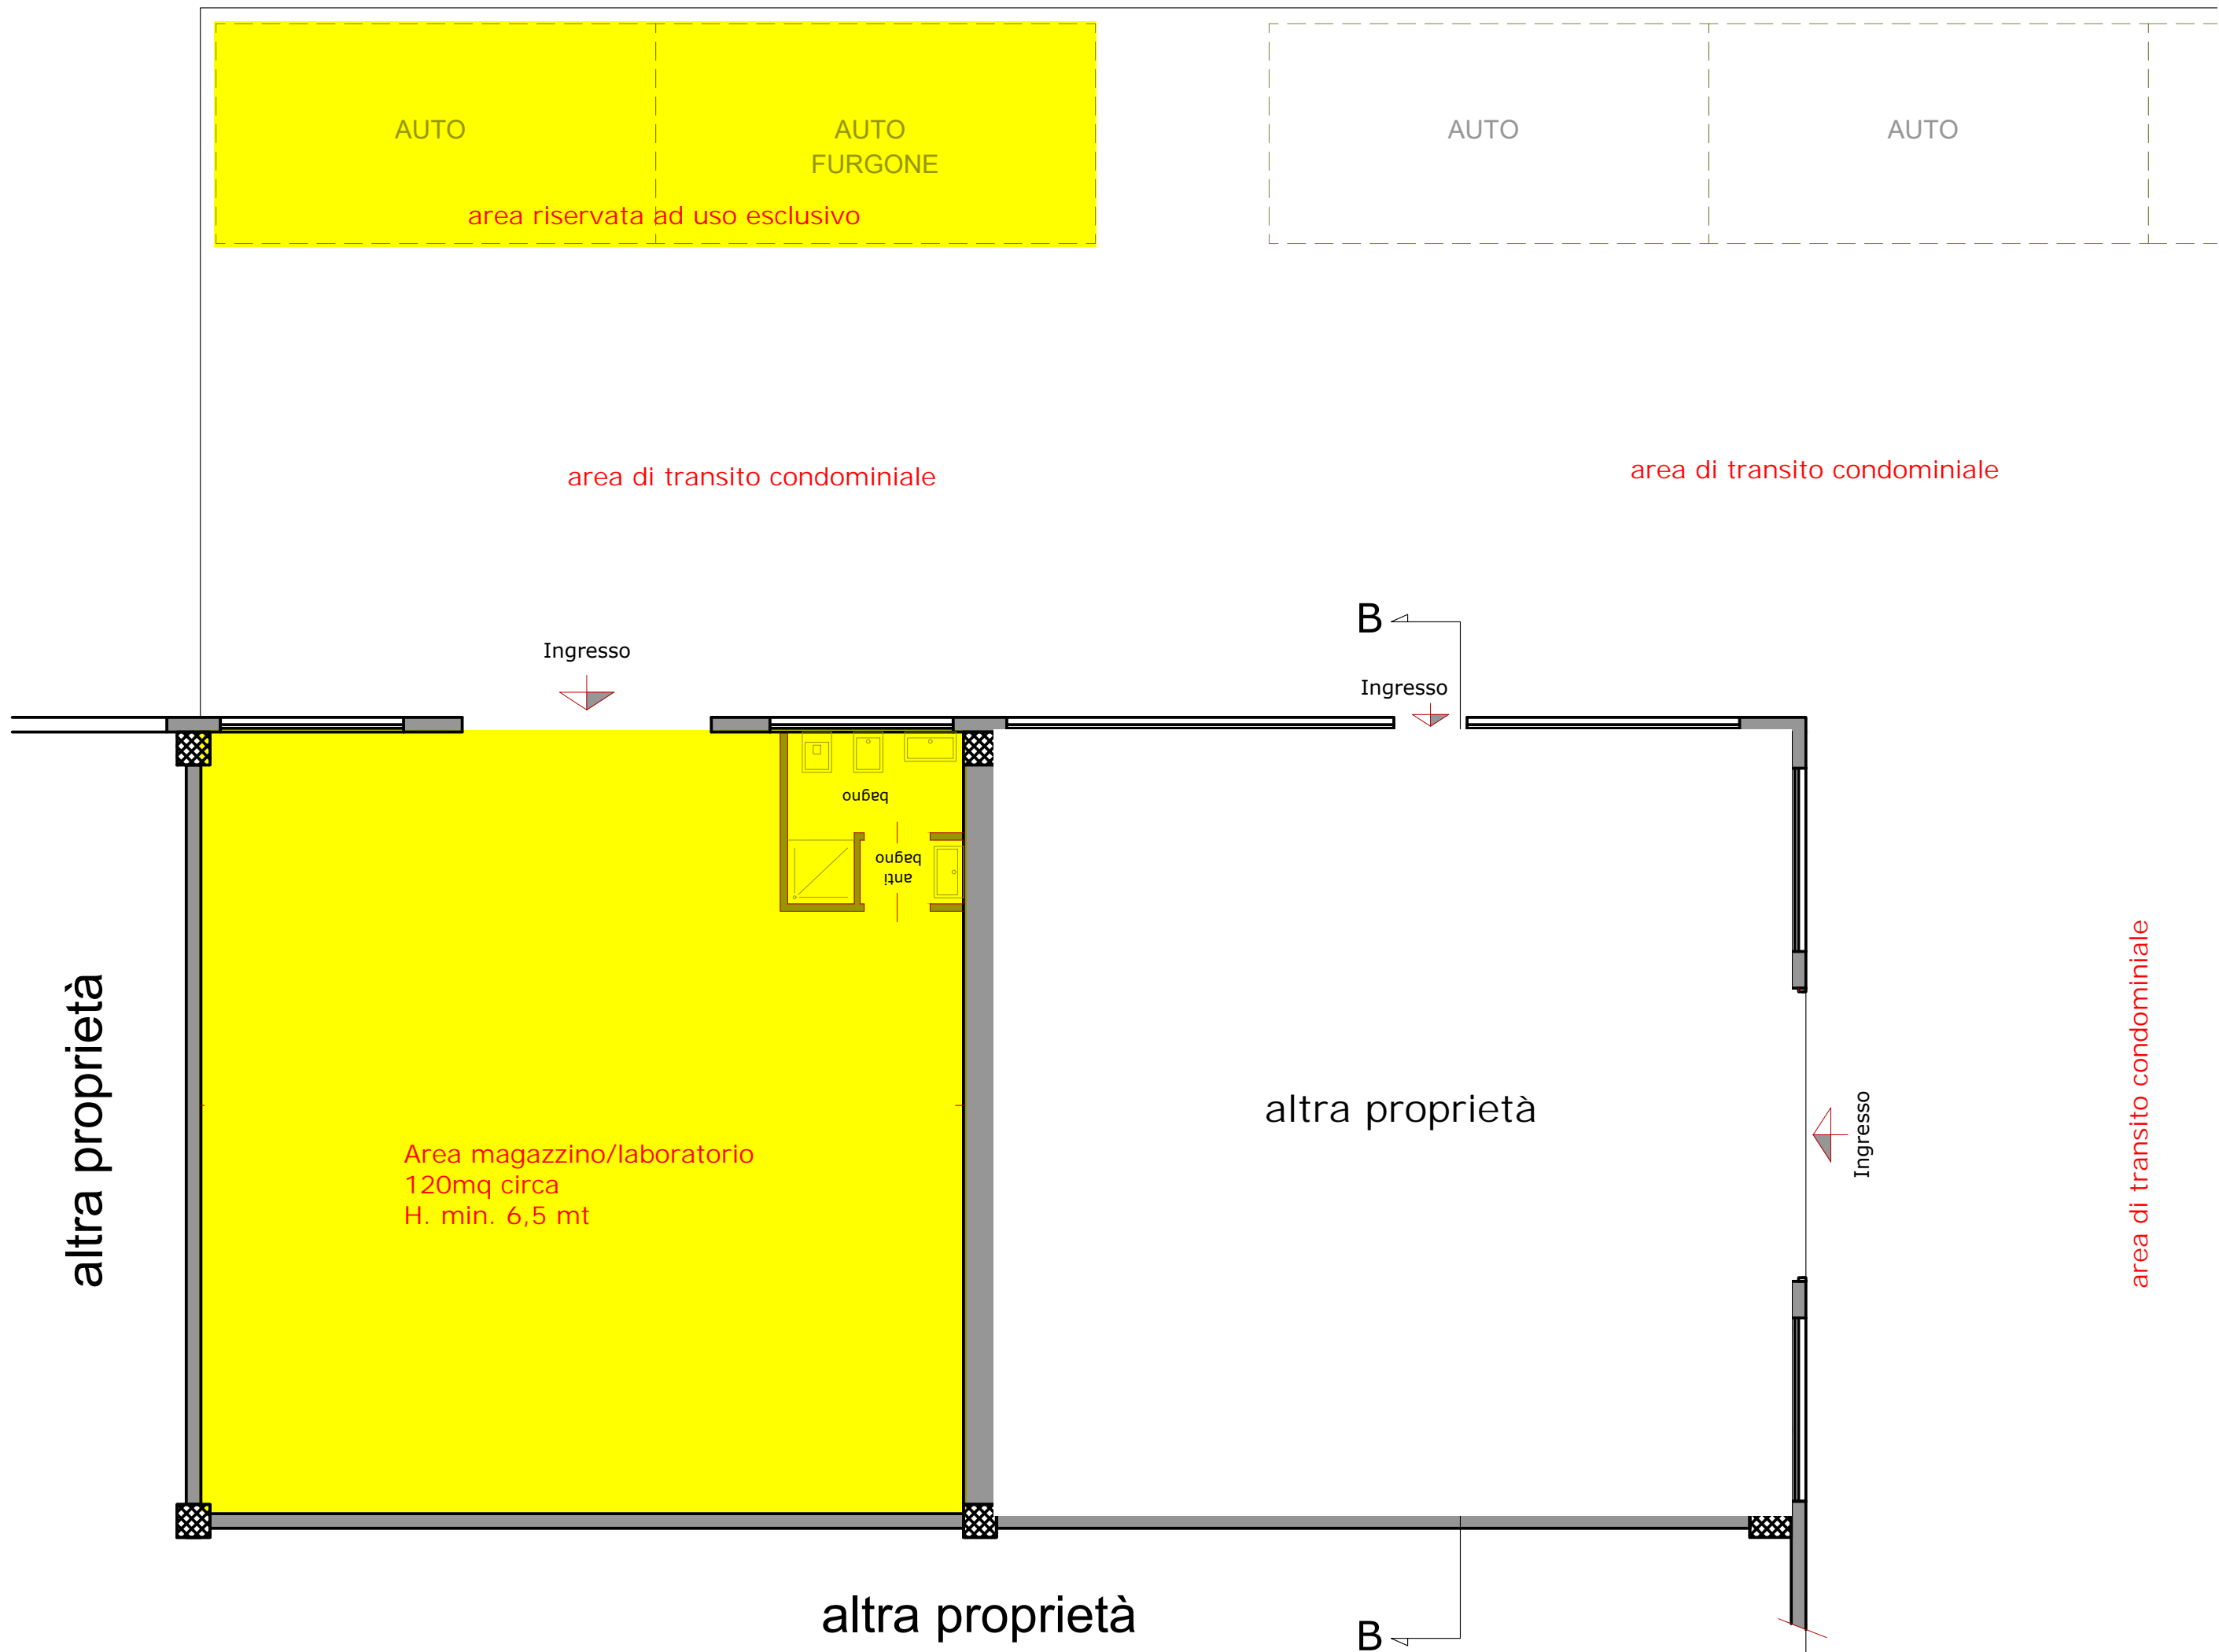 AUTO
AUTO
FURGONE
AUTO
AUTO
area riservata ad uso esclusivo
area di transito condominiale
area di transito condominiale
B
Ingresso
Ingresso
bagno
anti
bagno
altra proprietà
Area magazzino/laboratorio
120mq circa
H. min. 6,5 mt
altra proprietà
Ingresso
area di transito condominiale
altra proprietà
B